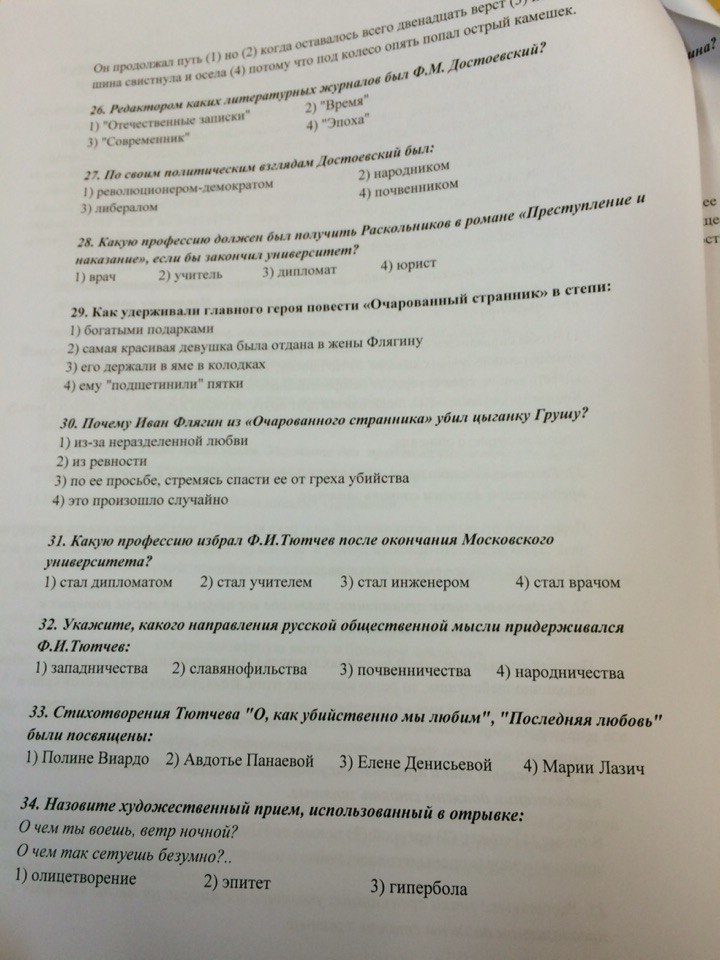 Он продолжал путь (1) но (2) когда оставалось всего двенадцать верст (3)
шина свистнула и осела (4) потому что под колесо опять попал острый камешек.
26. Редактором каких литературных журналов был Ф.М. Достоевский?
1) "Отечественные записки" 2) "Время"
3) "Современник" 4) "Эпоха"
27. По своим политическим взглядам Достоевский был:
1) революционером-демократом 2) народником
3) либералом 4) почвенником
28. Какую профессию должен был получить Раскольников в романе «Преступление и
наказание», если бы закончил университет?
1) врач 2) учитель 3) дипломат 4) юрист
29. Как удерживали главного героя повести «Очарованный странник» в степи:
1) богатыми подарками
2) самая красивая девушка была отдана в жены Флягину
3) его держали в яме в колодках
4) ему "подщетинили" пятки
30. Почему Иван Флягин из «Очарованного странника» убил цыганку Грушу?
1) из-за неразделенной любви
2) из ревности
3) по ее просьбе, стремясь спасти ее от греха убийства
4) это произошло случайно
31. Какую профессию избрал Ф.И.Тютчев после окончания Московского
университета?
1) стал дипломатом 2) стал учителем 3) стал инженером 4) стал врачом
32. Укажите, какого направления русской общественной мысли придерживался
Ф.И.Тютчев:
1) западничества 2) славянофильства 3) почвенничества 4) народничества
33. Стихотворения Тютчева "О, как убийственно мы любим", "Последняя любовь"
были посвящены:
1) Полине Виардо 2) Авдотье Панаевой 3) Елене Денисьевой 4) Марии Лазич
34. Назовите художественный прием, использованный в отрывке:
О чем ты воешь, ветр ночной?
О чем так сетуешь безумно?..
1) олицетворение 2) эпитет 3) гипербола